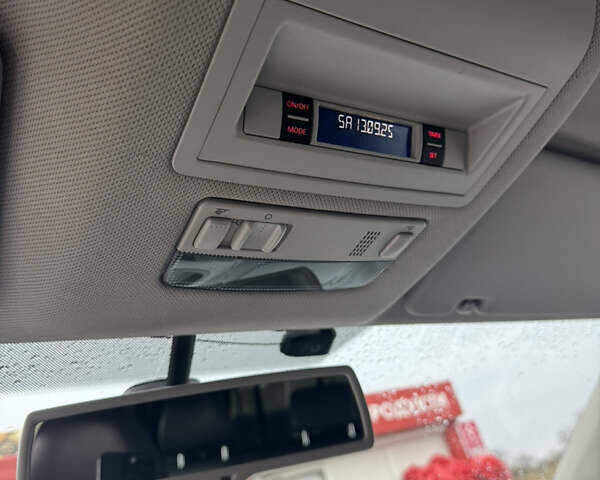 ON/OFF
MODE
SA 13.09.25
TIMER
SET